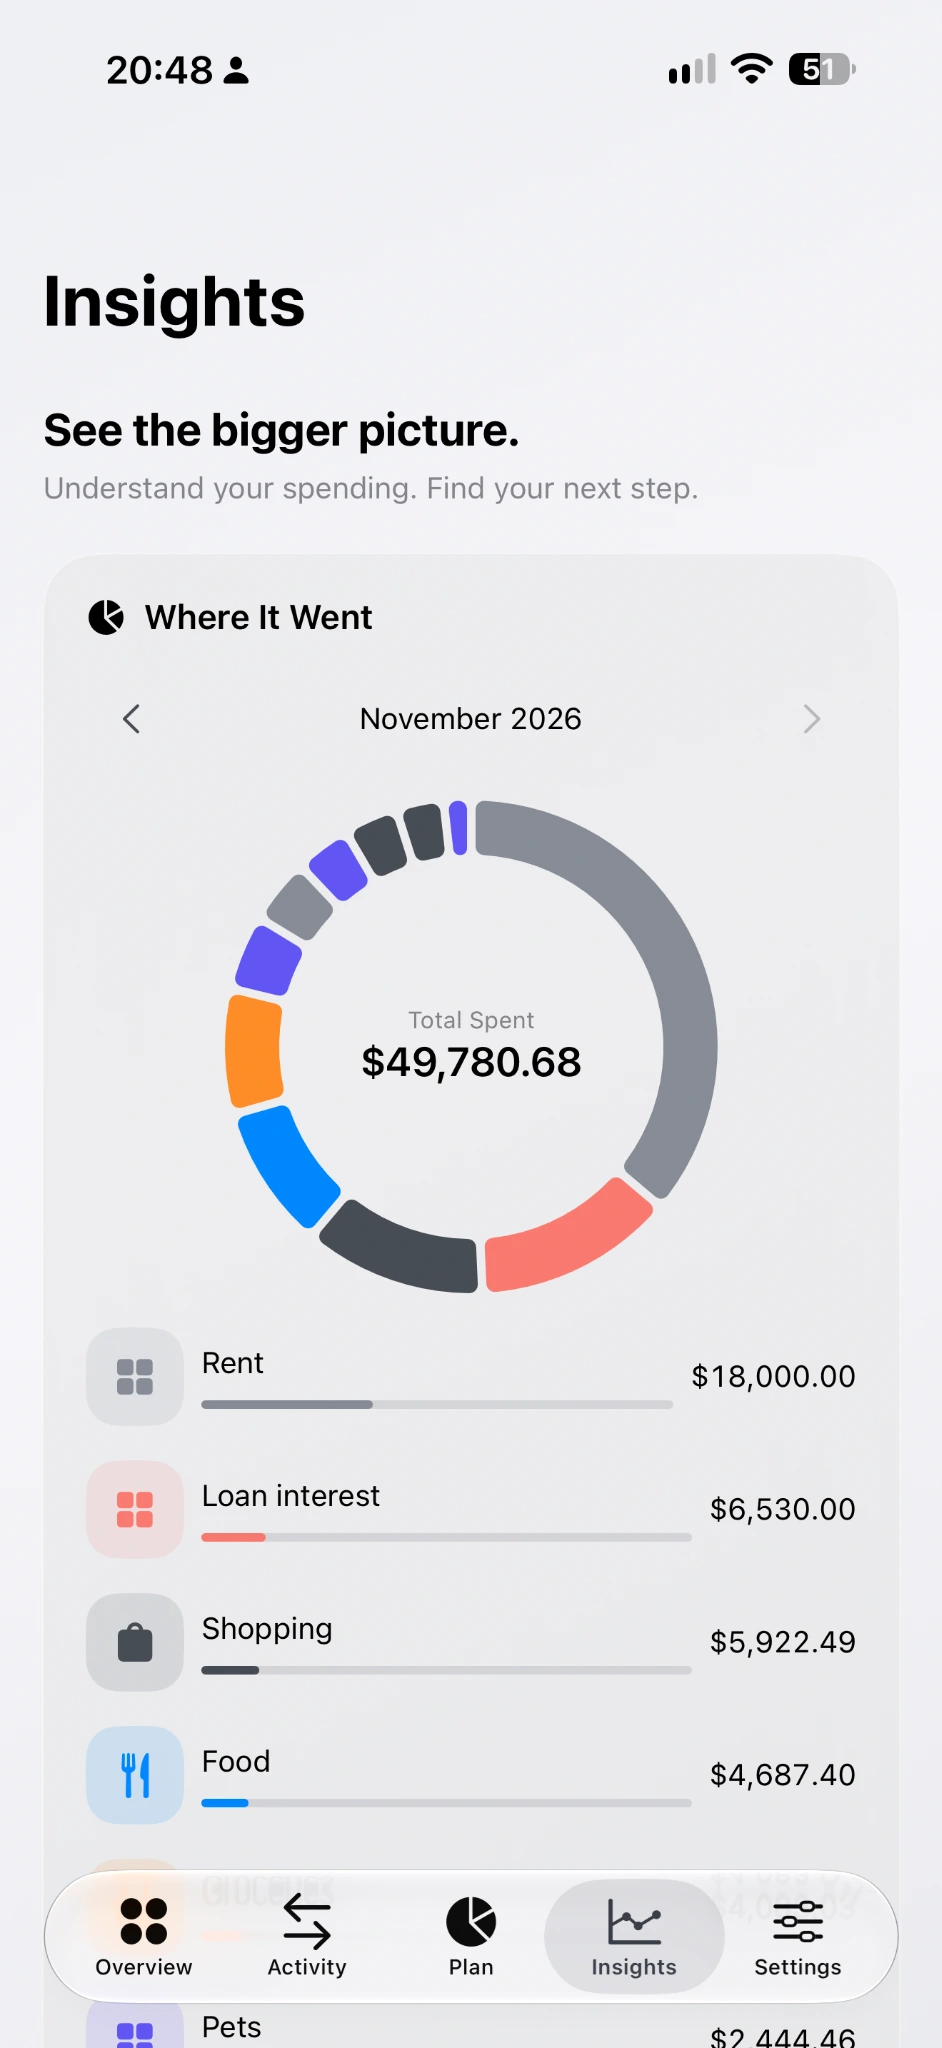 20:48
51
Insights
See the bigger picture.
Understand your spending. Find your next step.
Where It Went
November 2026
Total Spent
$49,780.68
Rent
$18,000.00
Loan interest
$6,530.00
Shopping
$5,922.49
Food
$4,687.40
Groceries
Overview
Activity
Plan
Insights
Settings
Pets
$2,444.46